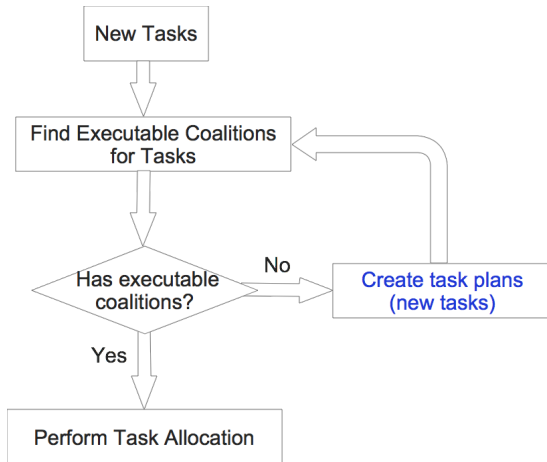 New Tasks
Find Executable Coalitions
for Tasks
Has executable
coalitions?
No
Create task plans
(new tasks)
Yes
Perform Task Allocation